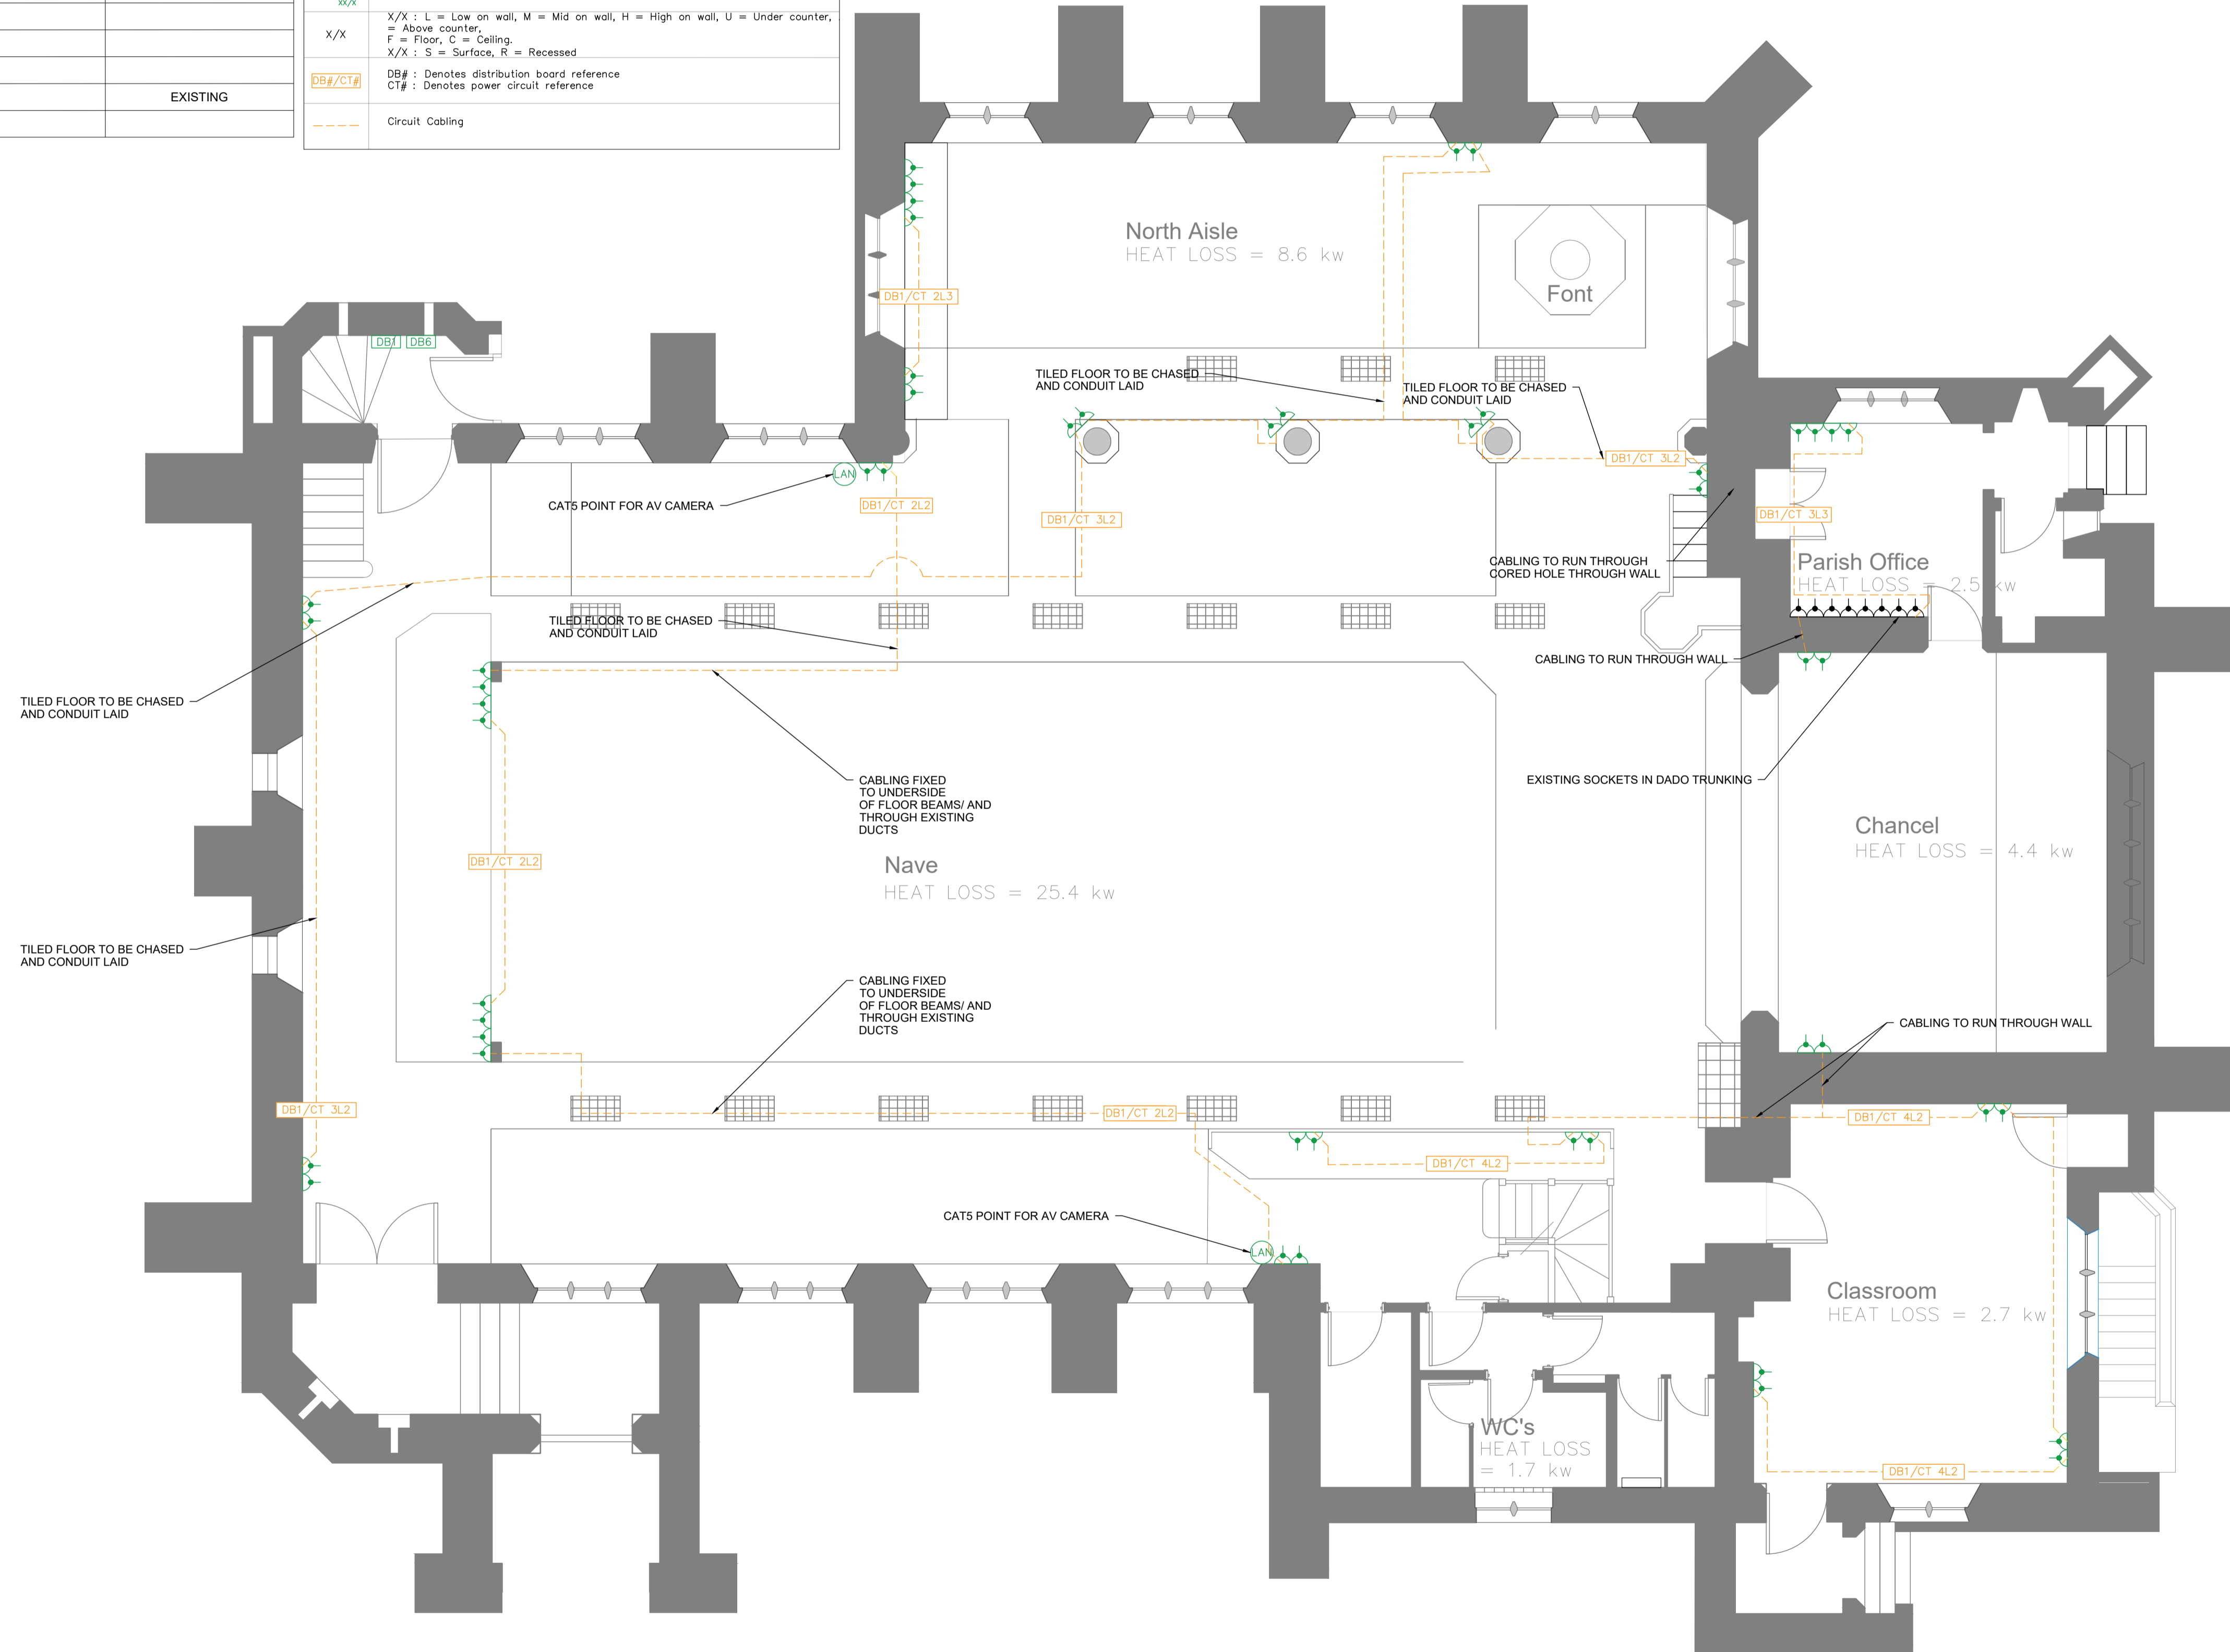 xx/x
X/X
X/X : L = Low on wall, M = Mid on wall, H = High on wall, U = Under counter,
= Above counter,
F = Floor, C = Ceiling.
X/X : S = Surface, R = Recessed
DB#/CT#
DB# : Denotes distribution board reference
CT# : Denotes power circuit reference
EXISTING
Circuit Cabling
North Aisle
HEAT LOSS = 8.6 kw
Font
DB1/CT 2L3
DB1
DB6
TILED FLOOR TO BE CHASED
AND CONDUIT LAID
TILED FLOOR TO BE CHASED
AND CONDUIT LAID
DB1/CT 3L2
LAN
CAT5 POINT FOR AV CAMERA
DB1/CT 2L2
DB1/CT 3L2
DB1/CT 3L3
CABLING TO RUN THROUGH
CORED HOLE THROUGH WALL
Parish Office
HEAT LOSS = 2.5 kw
TILED FLOOR TO BE CHASED
AND CONDUIT LAID
CABLING TO RUN THROUGH WALL
TILED FLOOR TO BE CHASED
AND CONDUIT LAID
CABLING FIXED
TO UNDERSIDE
OF FLOOR BEAMS/ AND
THROUGH EXISTING
DUCTS
EXISTING SOCKETS IN DADO TRUNKING
Chancel
HEAT LOSS = 4.4 kw
DB1/CT 2L2
Nave
HEAT LOSS = 25.4 kw
TILED FLOOR TO BE CHASED
AND CONDUIT LAID
CABLING FIXED
TO UNDERSIDE
OF FLOOR BEAMS/ AND
THROUGH EXISTING
DUCTS
CABLING TO RUN THROUGH WALL
DB1/CT 3L2
DB1/CT 2L2
DB1/CT 4L2
DB1/CT 4L2
CAT5 POINT FOR AV CAMERA
LAN
Classroom
HEAT LOSS = 2.7 kw
WC's
HEAT LOSS
= 1.7 kw
DB1/CT 4L2